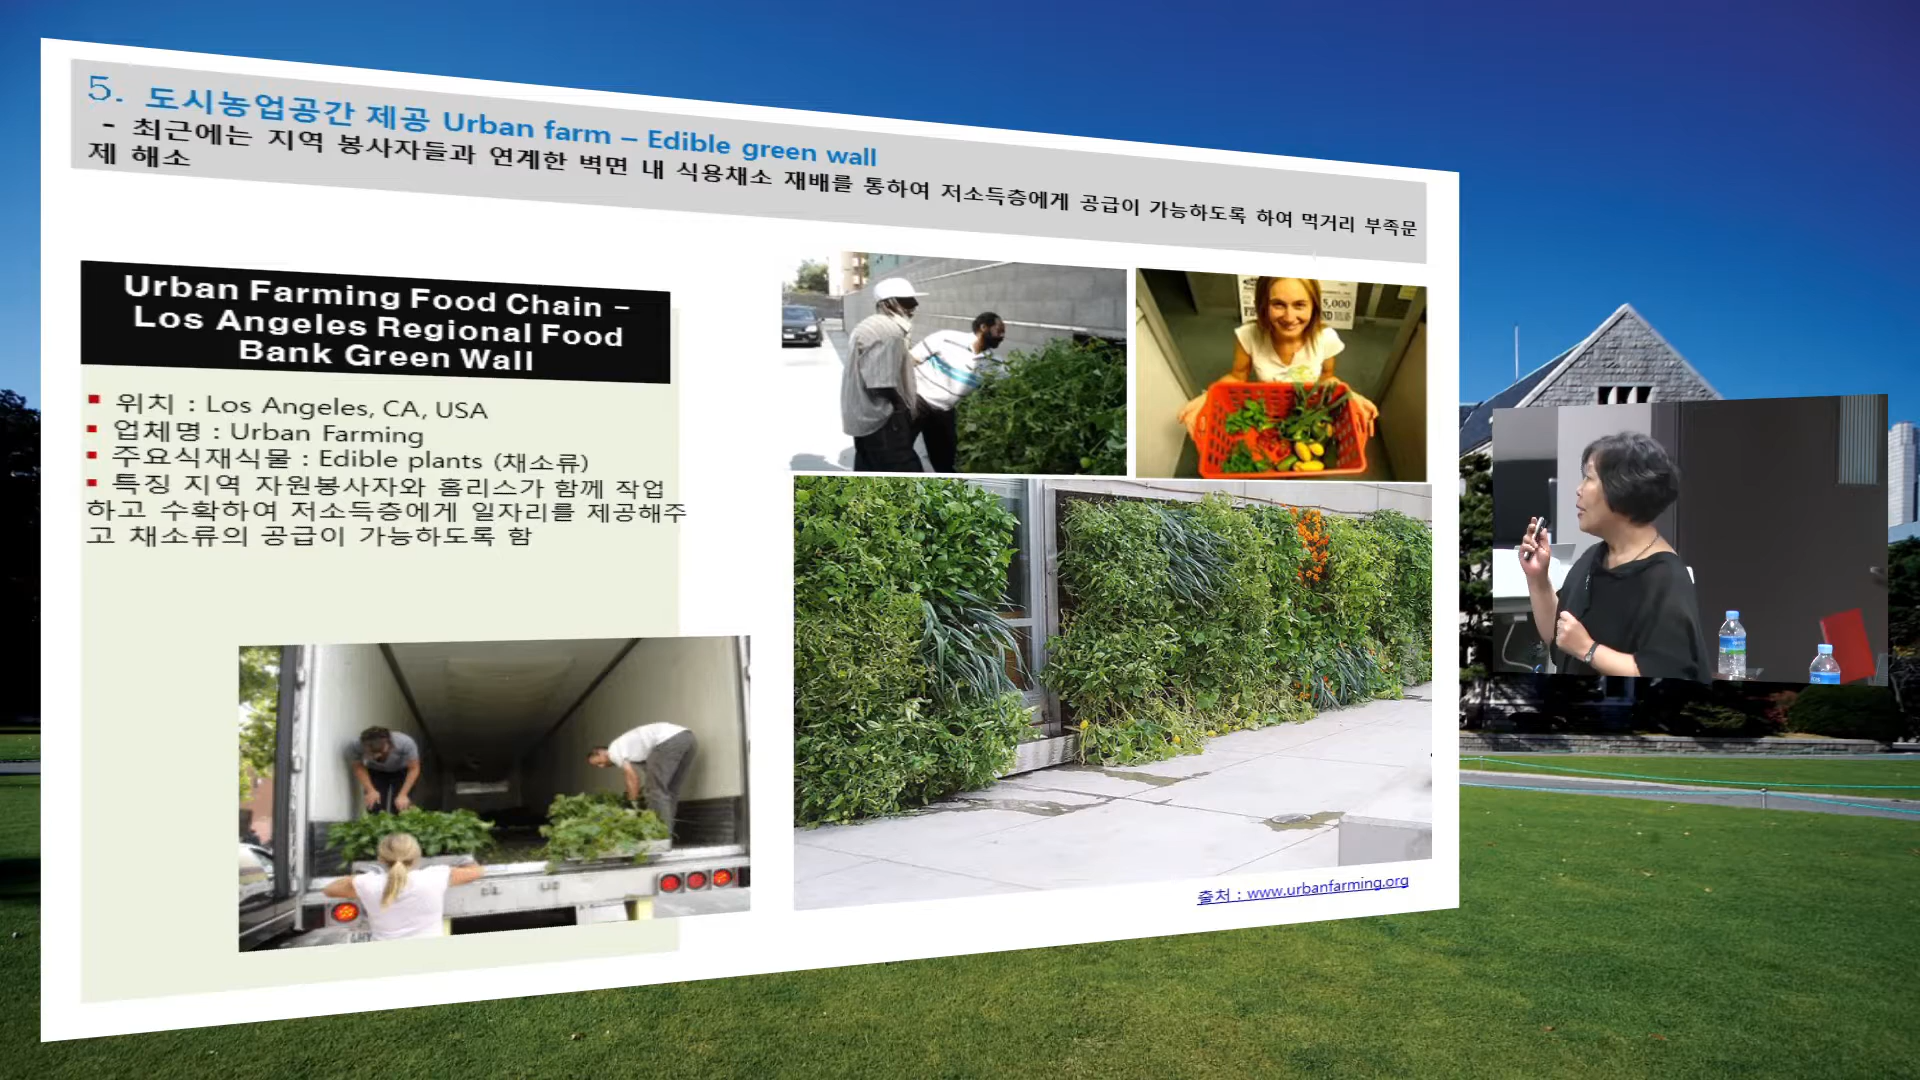 5. 도시농업공간 제공 Urban farm – Edible green wall
- 최근에는 지역 봉사자들과 연계한 벽면 내 식용채소 재배를 통하여 저소득층에게 공급이 가능하도록 하여 먹거리 부족문
제 해소
Urban Farming Food Chain –
Los Angeles Regional Food
Bank Green Wall
▪ 위치 : Los Angeles, CA, USA
▪ 업체명 : Urban Farming
▪ 주요식재식물 : Edible plants (채소류)
▪ 특징 지역 자원봉사자와 홈리스가 함께 작업
하고 수확하여 저소득층에게 일자리를 제공해주
고 채소류의 공급이 가능하도록 함
5,000
출처 : www.urbanfarming.org